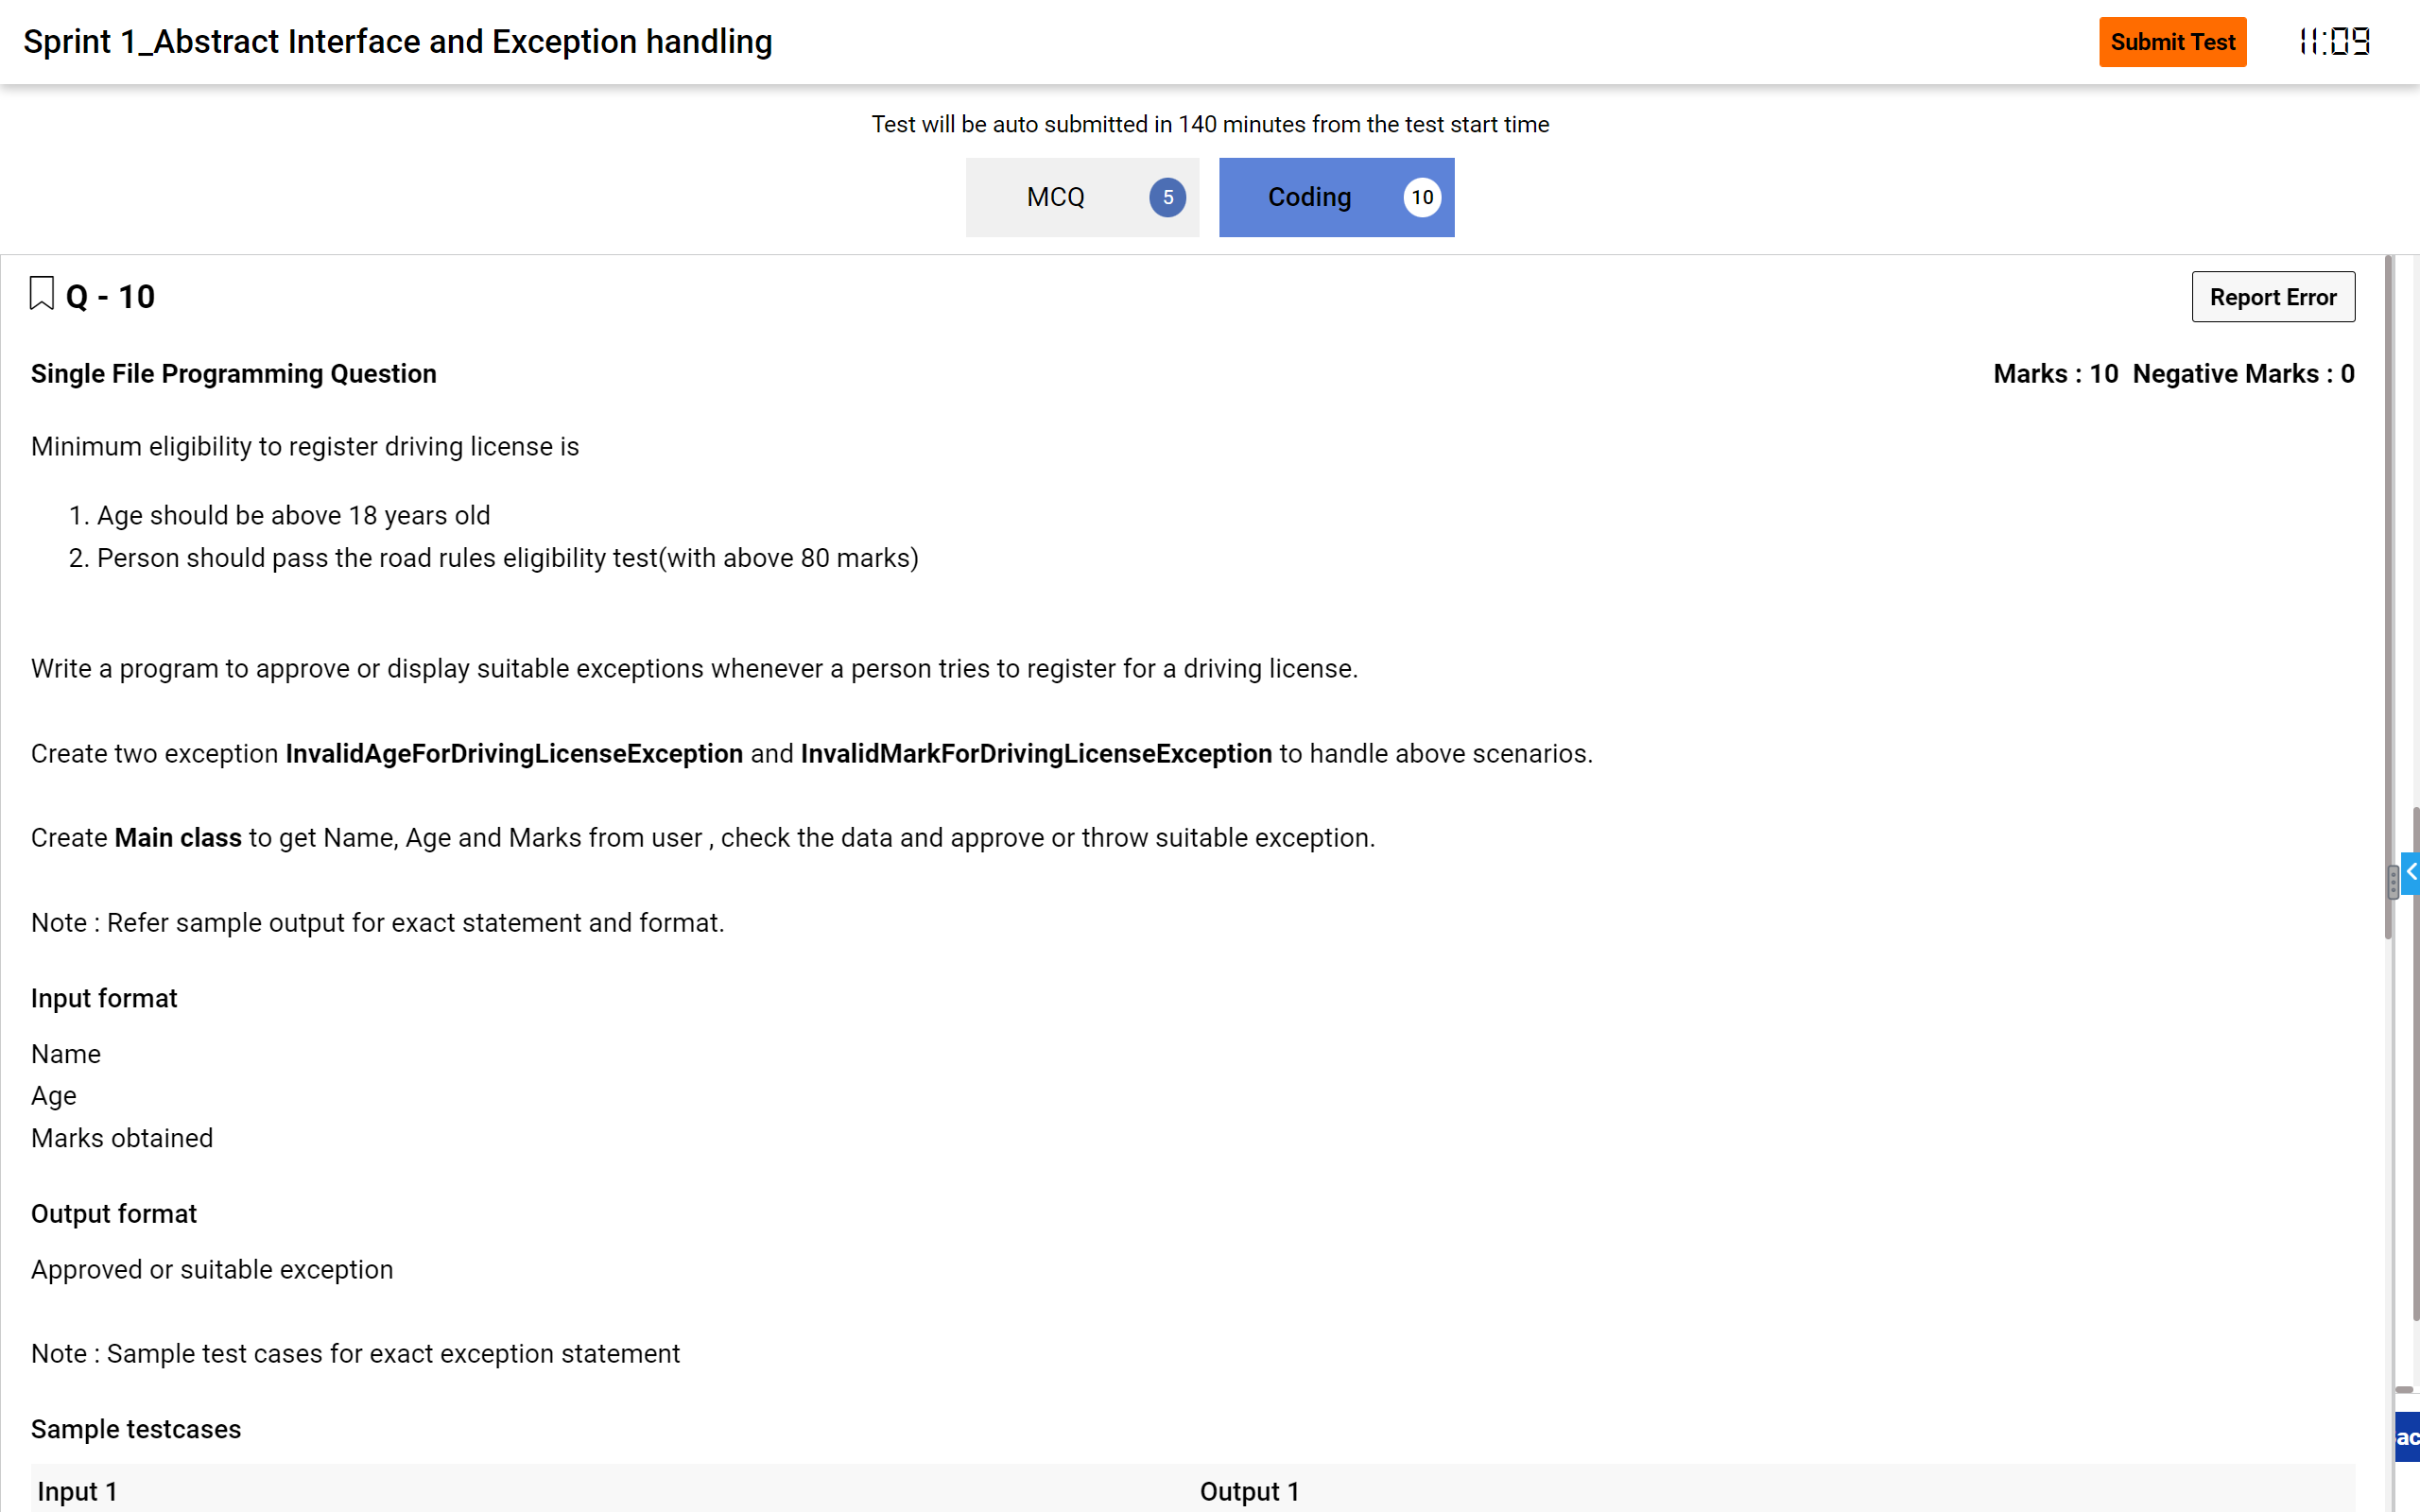 Sprint 1_Abstract Interface and Exception handling
Submit Test
11:09
Test will be auto submitted in 140 minutes from the test start time
MCQ 5
Coding 10
Q - 10
Report Error
Single File Programming Question
Marks : 10 Negative Marks : 0
Minimum eligibility to register driving license is
1. Age should be above 18 years old
2. Person should pass the road rules eligibility test(with above 80 marks)
Write a program to approve or display suitable exceptions whenever a person tries to register for a driving license.
Create two exception InvalidAgeForDrivingLicenseException and InvalidMarkForDrivingLicenseException to handle above scenarios.
Create Main class to get Name, Age and Marks from user , check the data and approve or throw suitable exception.
Note : Refer sample output for exact statement and format.
Input format
Name
Age
Marks obtained
Output format
Approved or suitable exception
Note : Sample test cases for exact exception statement
Sample testcases
ac
Input 1
Output 1